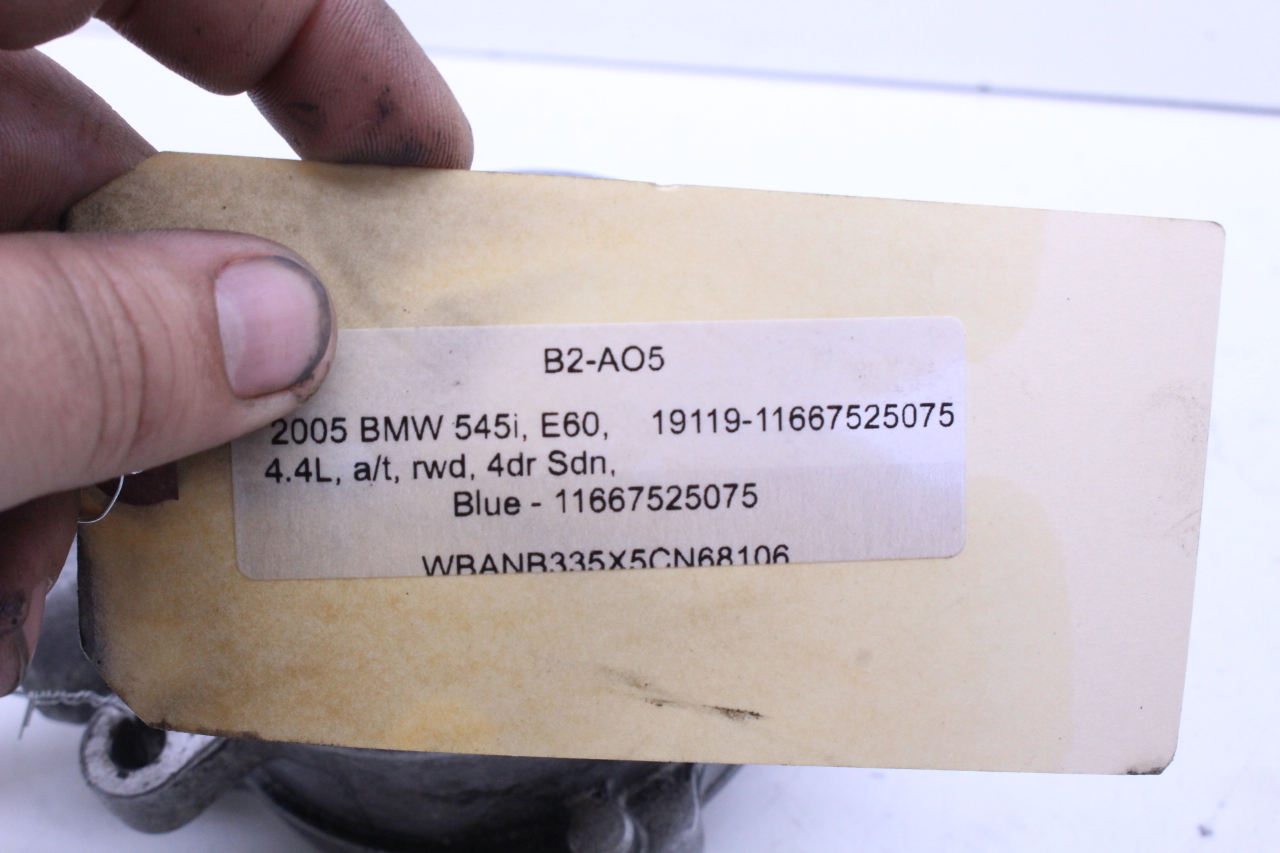 B2-AO5
2005 BMW 545i, E60, 19119-11667525075
4.4L, a/t, rwd, 4dr Sdn,
Blue - 11667525075
WBANB335X5CN68106